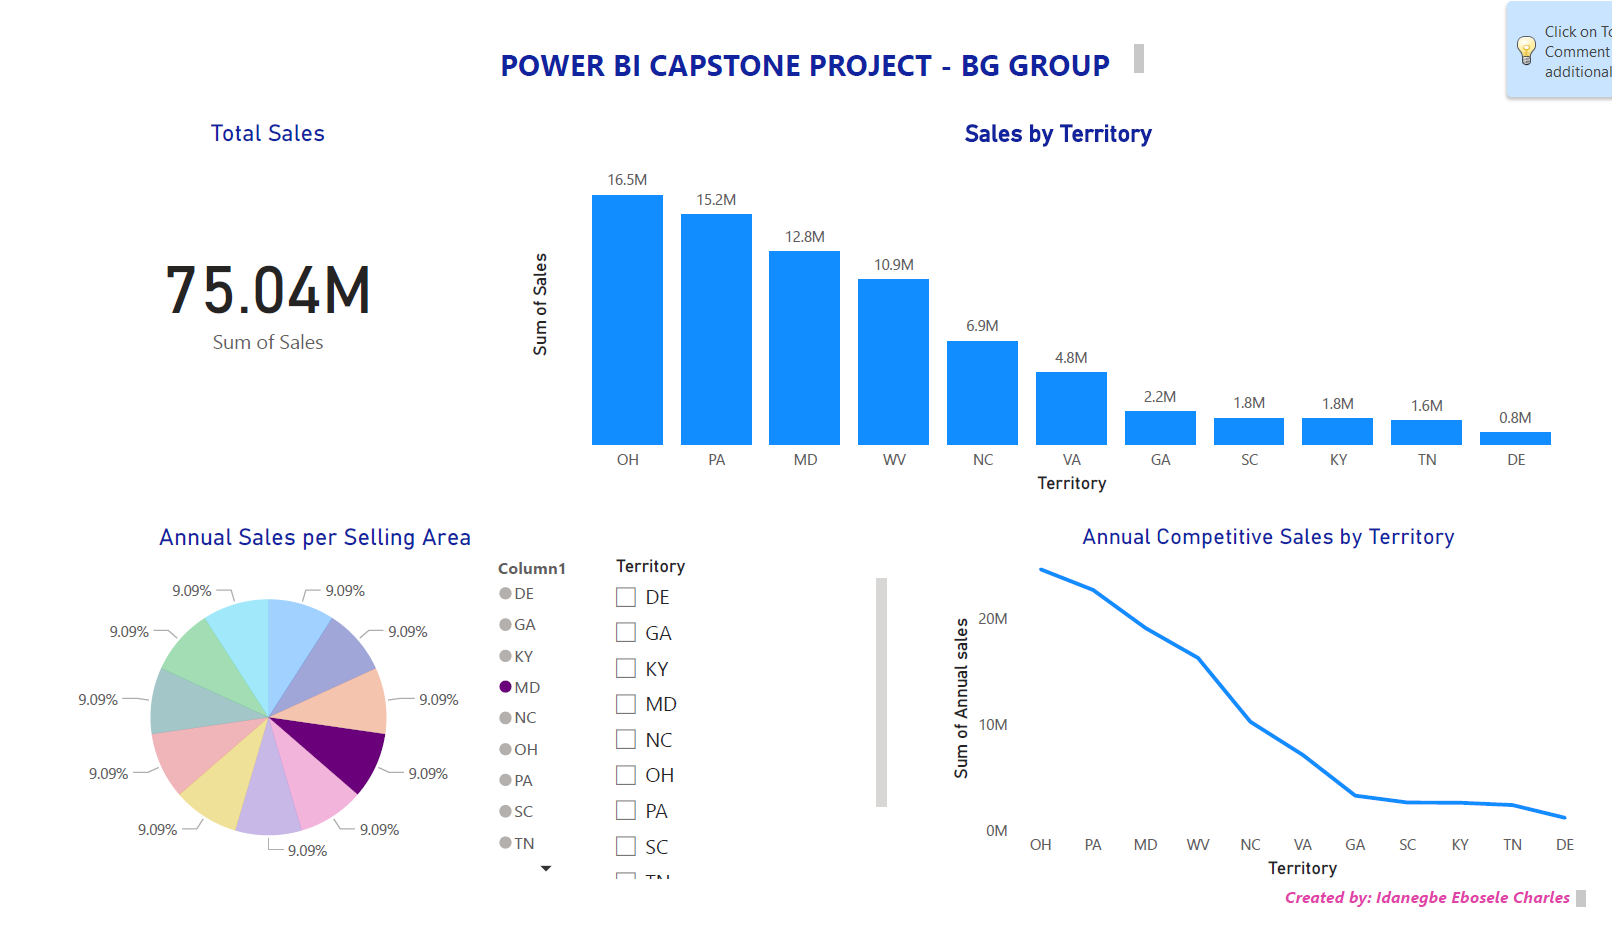 POWER BI CAPSTONE PROJECT - BG GROUP
Click on To
Comment
additional
Total Sales
75.04M
Sum of Sales
Sales by Territory
Sum of Sales
16.5M
15.2M
12.8M
10.9M
6.9M
4.8M
2.2M
1.8M
1.8M
1.6M
0.8M
OH PA MD WV NC VA GA SC KY TN DE
Territory
Annual Sales per Selling Area
9.09%
9.09%
9.09%
9.09%
9.09%
9.09%
9.09%
9.09%
9.09%
9.09%
9.09%
Column1
DE
GA
KY
MD
NC
OH
PA
SC
TN
Territory
DE
GA
KY
MD
NC
OH
PA
SC
TN
Annual Competitive Sales by Territory
Sum of Annual sales
20M
10M
0M
OH PA MD WV NC VA GA SC KY TN DE
Territory
Created by: Idanegbe Ebosele Charles